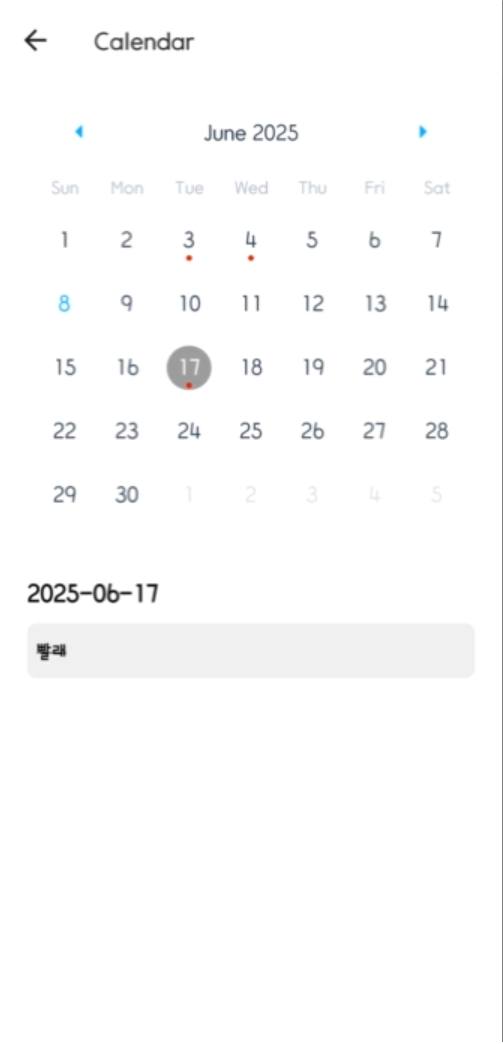 Calendar
June 2025
Sun Mon Tue Wed Thu Fri Sat
1 2 3 4 5 6 7
8 9 10 11 12 13 14
15 16 17 18 19 20 21
22 23 24 25 26 27 28
29 30 1 2 3 4 5
2025-06-17
빨래